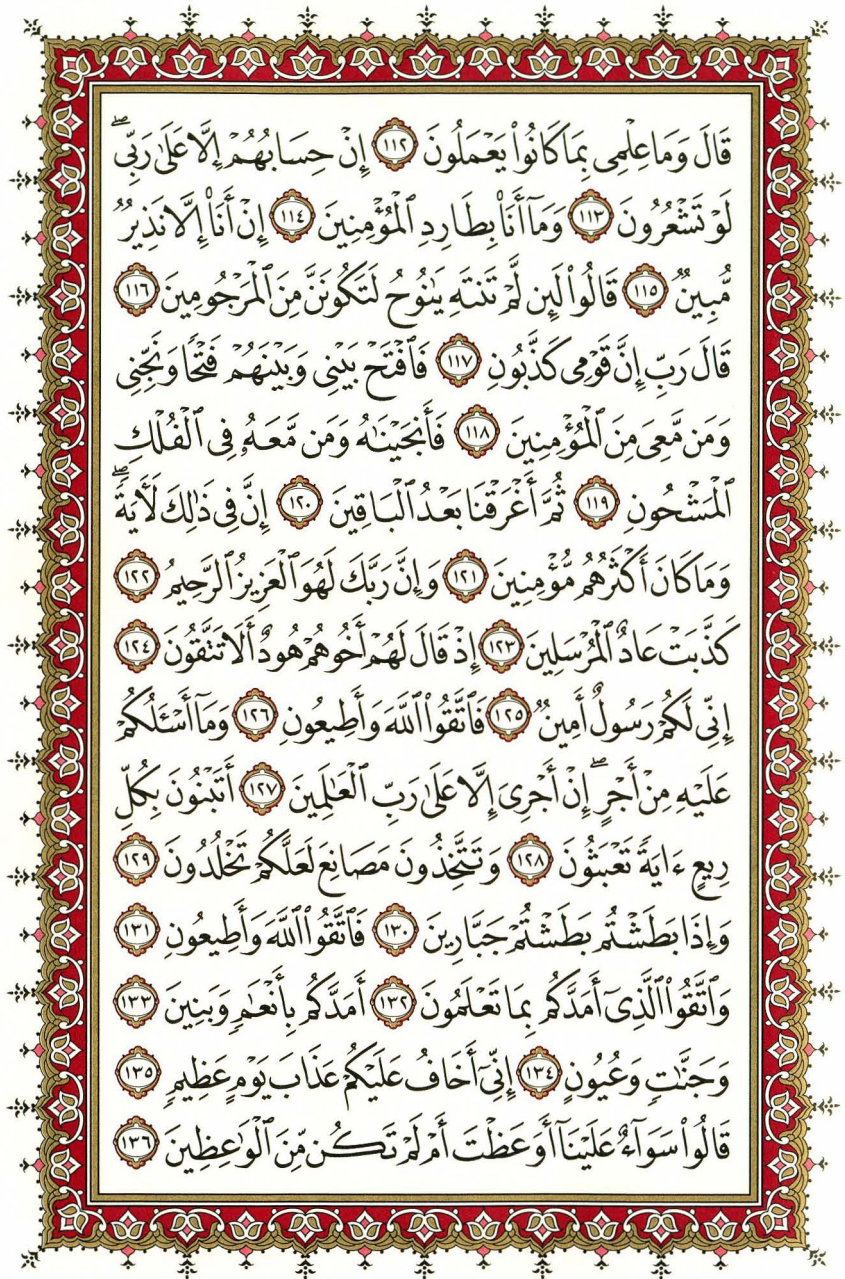 قَالَ وَمَا عِلْمِى بِمَا كَانُوا۟ يَعْمَلُونَ ١١٢ إِنْ حِسَابُهُمْ إِلَّا عَلَىٰ رَبِّىۖ
لَوْ تَشْعُرُونَ ١١٣ وَمَآ أَنَا۠ بِطَارِدِ ٱلْمُؤْمِنِينَ ١١٤ إِنْ أَنَا۠ إِلَّا نَذِيرٌ
مُّبِينٌ ١١٥ قَالُوا۟ لَئِن لَّمْ تَنتَهِ يَـٰنُوحُ لَتَكُونَنَّ مِنَ ٱلْمَرْجُومِينَ ١١٦
قَالَ رَبِّ إِنَّ قَوْمِى كَذَّبُونِ ١١٧ فَٱفْتَحْ بَيْنِى وَبَيْنَهُمْ فَتْحًا وَنَجِّنِى
وَمَن مَّعِىَ مِنَ ٱلْمُؤْمِنِينَ ١١٨ فَأَنجَيْنَـٰهُ وَمَن مَّعَهُۥ فِى ٱلْفُلْكِ
ٱلْمَشْحُونِ ١١٩ ثُمَّ أَغْرَقْنَا بَعْدُ ٱلْبَاقِينَ ١٢٠ إِنَّ فِى ذَٰلِكَ لَـَٔايَةًۖ
وَمَا كَانَ أَكْثَرُهُم مُّؤْمِنِينَ ١٢١ وَإِنَّ رَبَّكَ لَهُوَ ٱلْعَزِيزُ ٱلرَّحِيمُ ١٢٢
كَذَّبَتْ عَادٌ ٱلْمُرْسَلِينَ ١٢٣ إِذْ قَالَ لَهُمْ أَخُوهُمْ هُودٌ أَلَا تَتَّقُونَ ١٢٤
إِنِّى لَكُمْ رَسُولٌ أَمِينٌ ١٢٥ فَٱتَّقُوا۟ ٱللَّهَ وَأَطِيعُونِ ١٢٦ وَمَآ أَسْـَٔلُكُمْ
عَلَيْهِ مِنْ أَجْرٍۖ إِنْ أَجْرِىَ إِلَّا عَلَىٰ رَبِّ ٱلْعَـٰلَمِينَ ١٢٧ أَتَبْنُونَ بِكُلِّ
رِيعٍ ءَايَةً تَعْبَثُونَ ١٢٨ وَتَتَّخِذُونَ مَصَانِعَ لَعَلَّكُمْ تَخْلُدُونَ ١٢٩
وَإِذَا بَطَشْتُم بَطَشْتُمْ جَبَّارِينَ ١٣٠ فَٱتَّقُوا۟ ٱللَّهَ وَأَطِيعُونِ ١٣١
وَٱتَّقُوا۟ ٱلَّذِىٓ أَمَدَّكُم بِمَا تَعْلَمُونَ ١٣٢ أَمَدَّكُم بِأَنْعَـٰمٍ وَبَنِينَ ١٣٣
وَجَنَّـٰتٍ وَعُيُونٍ ١٣٤ إِنِّىٓ أَخَافُ عَلَيْكُمْ عَذَابَ يَوْمٍ عَظِيمٍ ١٣٥
قَالُوا۟ سَوَآءٌ عَلَيْنَآ أَوَعَظْتَ أَمْ لَمْ تَكُن مِّنَ ٱلْوَٰعِظِينَ ١٣٦